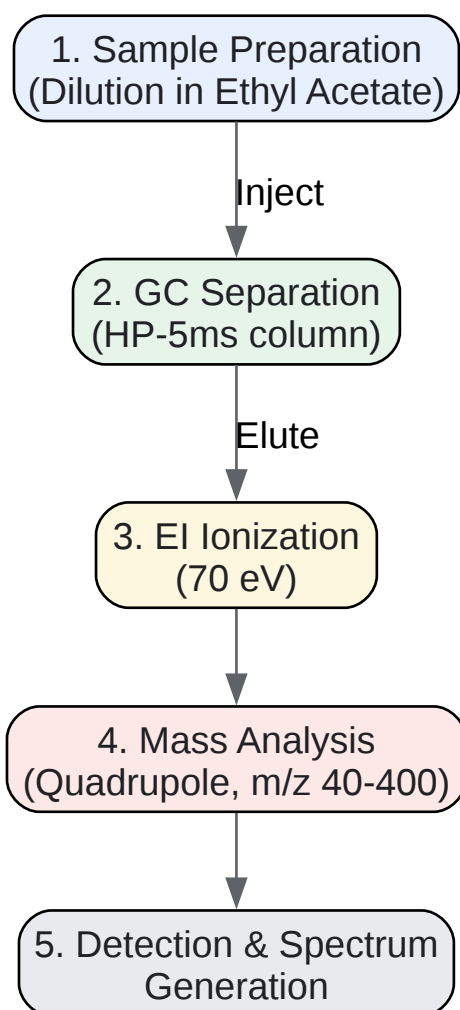 1. Sample Preparation
(Dilution in Ethyl Acetate)
Inject
2. GC Separation
(HP-5ms column)
Elute
3. EI Ionization
(70 eV)
4. Mass Analysis
(Quadrupole, m/z 40-400)
5. Detection & Spectrum
Generation